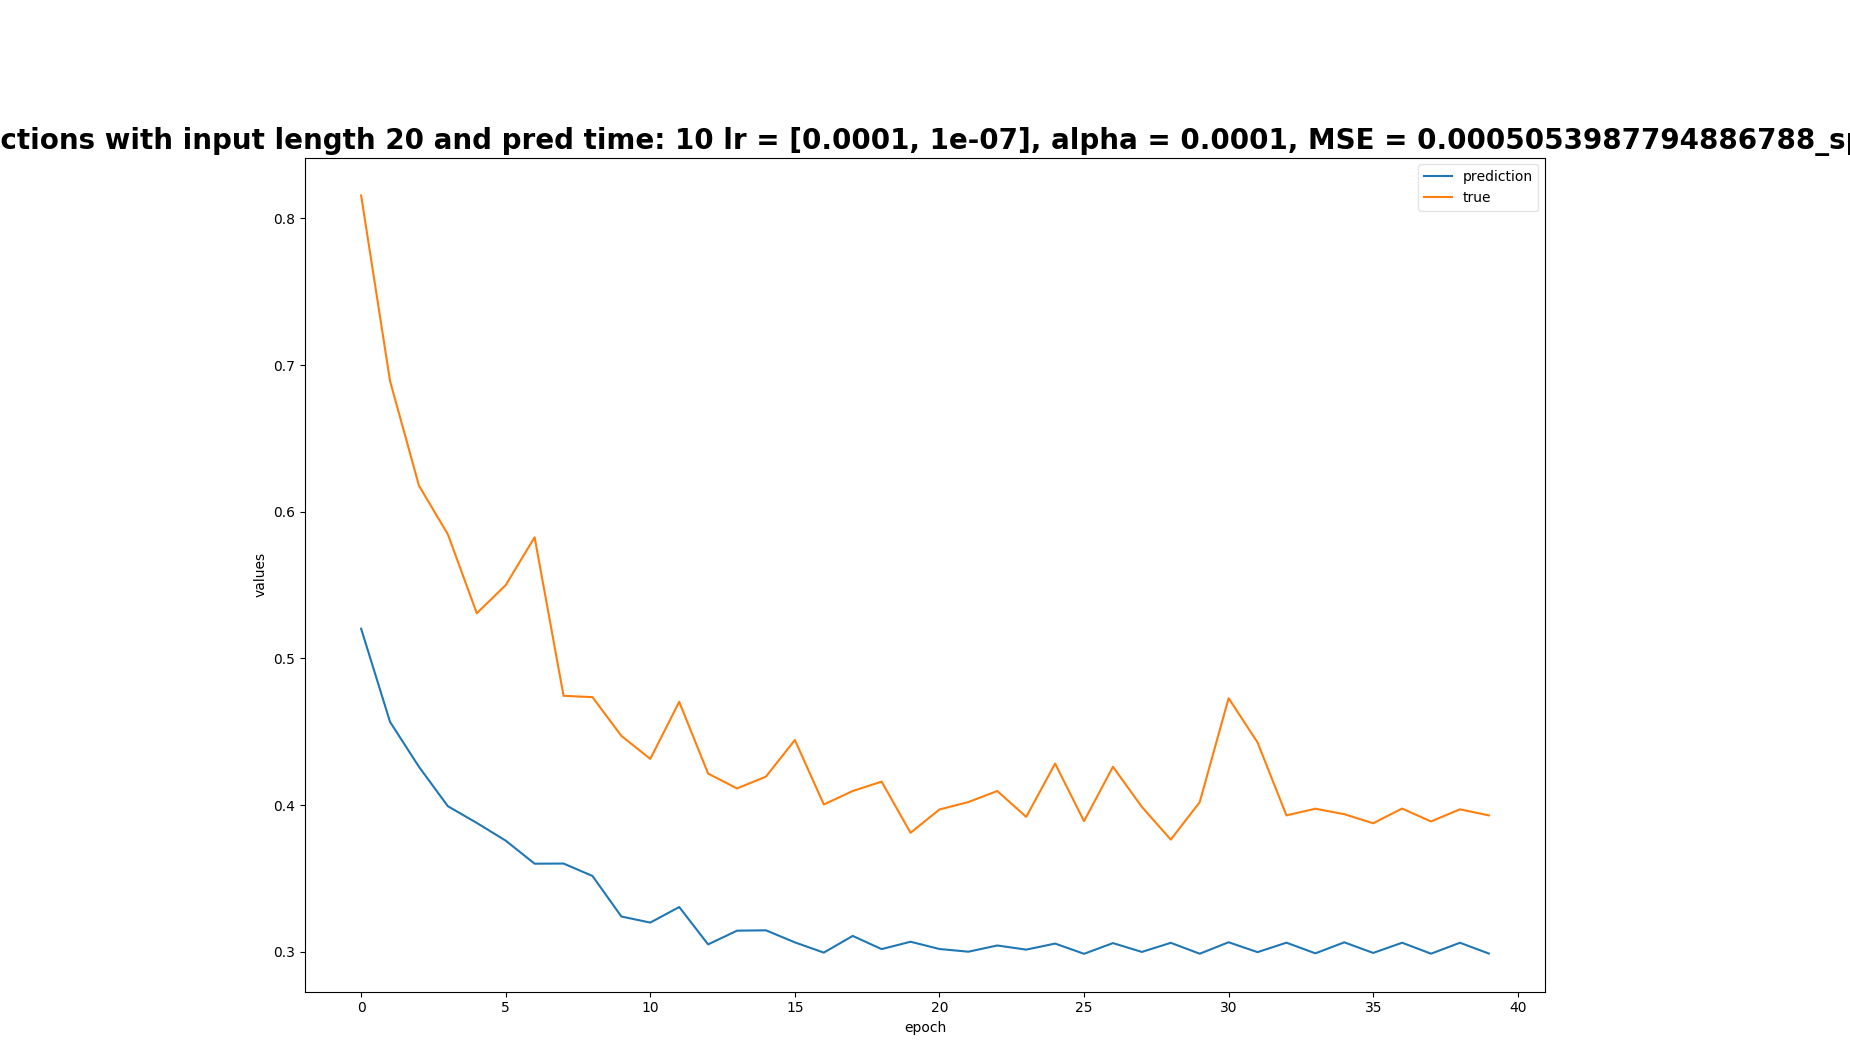 ctions with input length 20 and pred time: 10 lr = [0.0001, 1e-07], alpha = 0.0001, MSE = 0.0005053987794886788_sp
prediction
true
0.8
0.7
0.6
0.5
0.4
0.3
values
0 5 10 15 20 25 30 35 40
epoch